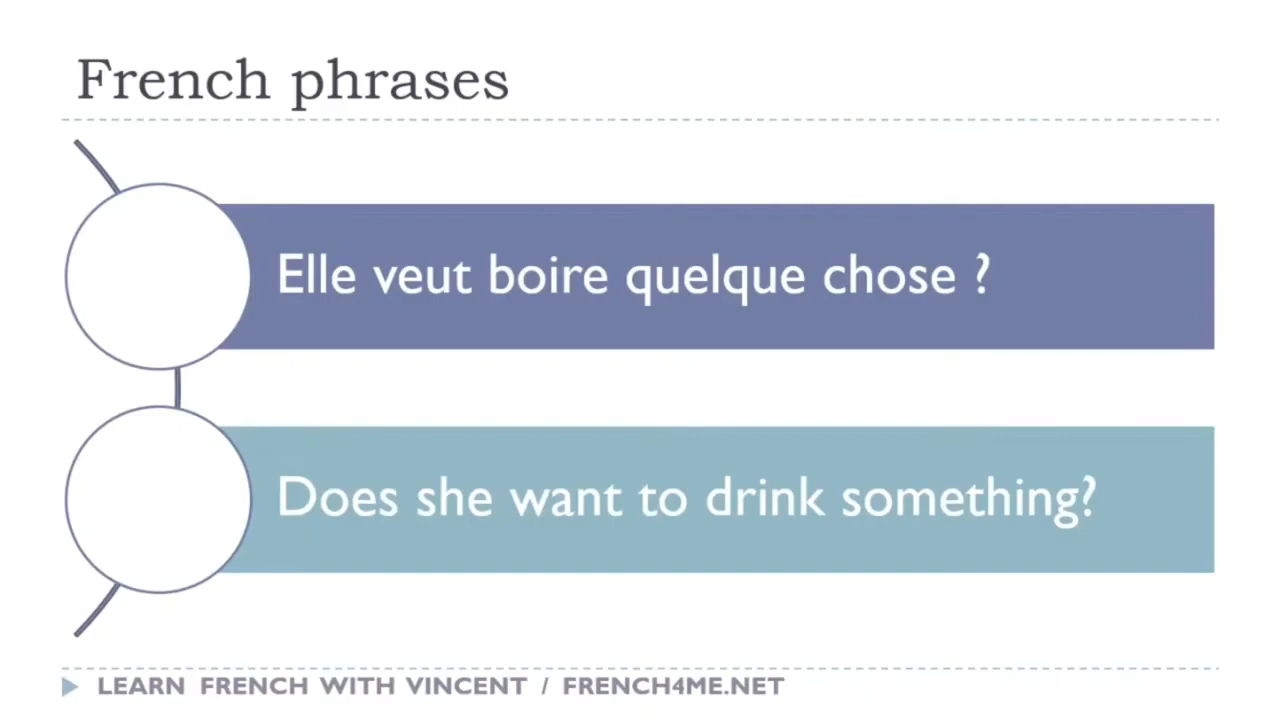 French phrases
Elle veut boire quelque chose ?
Does she want to drink something?
LEARN FRENCH WITH VINCENT / FRENCH4ME.NET